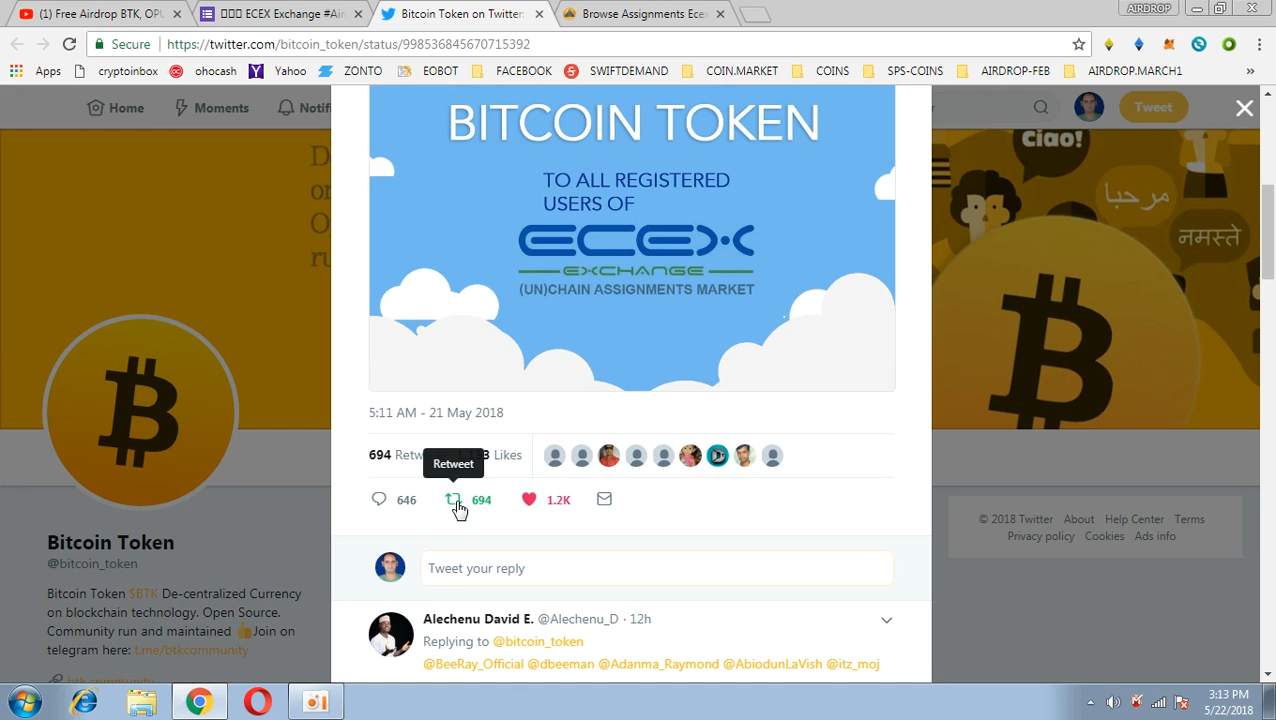 (1) Free Airdrop BTK, OPU
ECEX Exchange #Air
Bitcoin Token on Twitter:
Browse Assignments Ecex
AIRDROP
Secure
https://twitter.com/bitcoin_token/status/998536845670715392
Apps
cryptoinbox
ohocash
Yahoo
ZONTO
EOBOT
FACEBOOK
SWIFTDEMAND
COIN.MARKET
COINS
SPS-COINS
AIRDROP-FEB
AIRDROP.MARCH1
»
Home
Moments
Notifi
Tweet
Ciao!
مرحبا
नमस्ते
BITCOIN TOKEN
TO ALL REGISTERED
USERS OF
ECEX
EXCHANGE
(UN)CHAIN ASSIGNMENTS MARKET
5:11 AM - 21 May 2018
694 Retw
Likes
Retweet
646
694
1.2K
Tweet your reply
Alechenu David E. @Alechenu_D · 12h
Replying to @bitcoin_token
@BeeRay_Official @dbeeman @Adanma_Raymond @AbiodunLaVish @itz_moj
Bitcoin Token
@bitcoin_token
Bitcoin Token $BTK De-centralized Currency
on blockchain technology. Open Source.
Community run and maintained 👍Join on
telegram here: t.me/btkcommunity
btk.community
© 2018 Twitter About Help Center Terms
Privacy policy Cookies Ads info
3:13 PM
5/22/2018